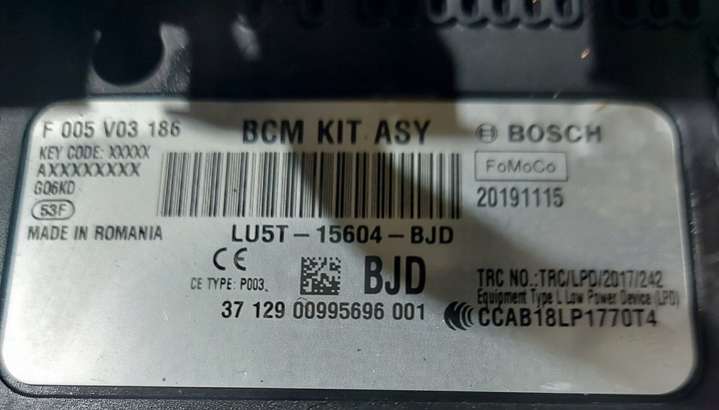 F 005 V03 186
BCM KIT ASY
BOSCH
KEY CODE: XXXXX
AXXXXXXXXX
G06KD
53F
FoMoCo
20191115
MADE IN ROMANIA
LU5T-15604-BJD
CE
CE TYPE: P003
BJD
TRC NO.:TRC/LPD/2017/242
Equipment Type L Low Power Device (LPD)
37 129 00995696 001
CCAB18LP1770T4